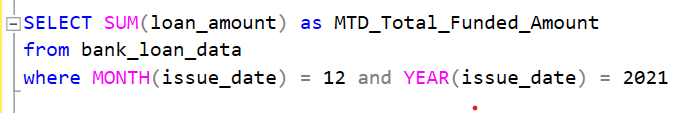 SELECT SUM(loan_amount) as MTD_Total_Funded_Amount
from bank_loan_data
where MONTH(issue_date) = 12 and YEAR(issue_date) = 2021